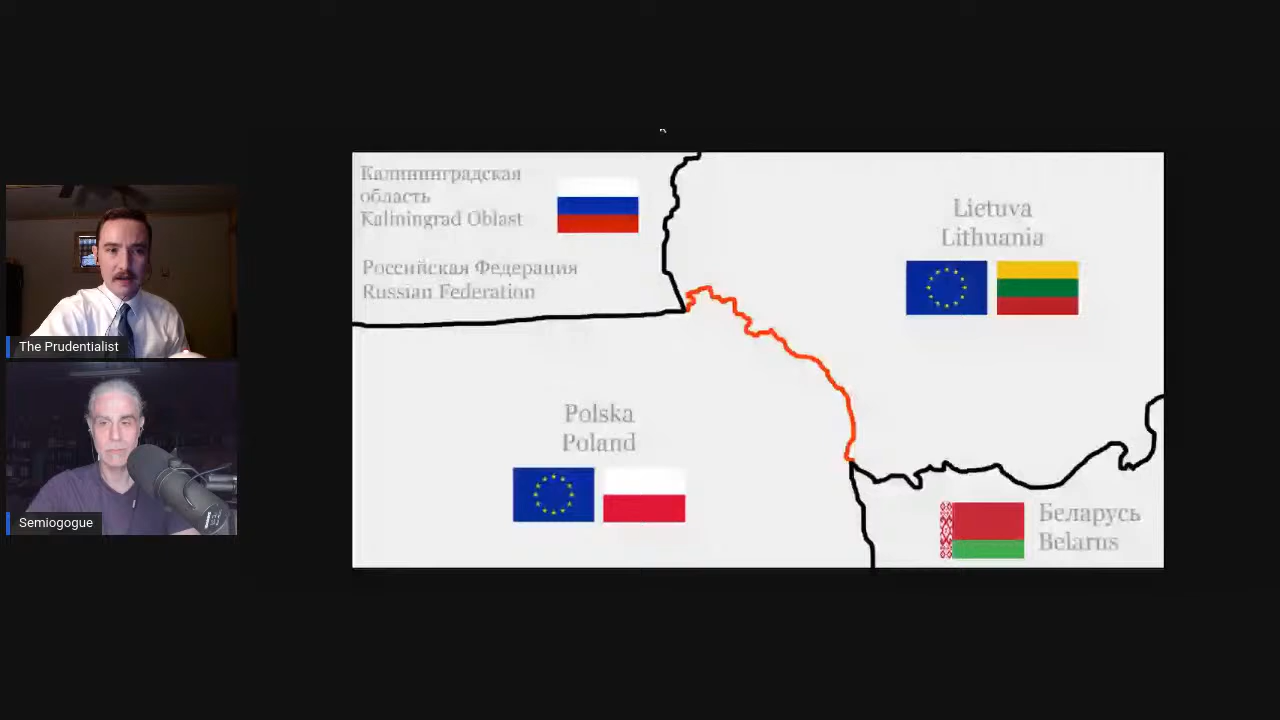 Калининградская
область
Kaliningrad Oblast
Российская Федерация
Russian Federation
Lietuva
Lithuania
Polska
Poland
Беларусь
Belarus
The Prudentialist
Semiogogue